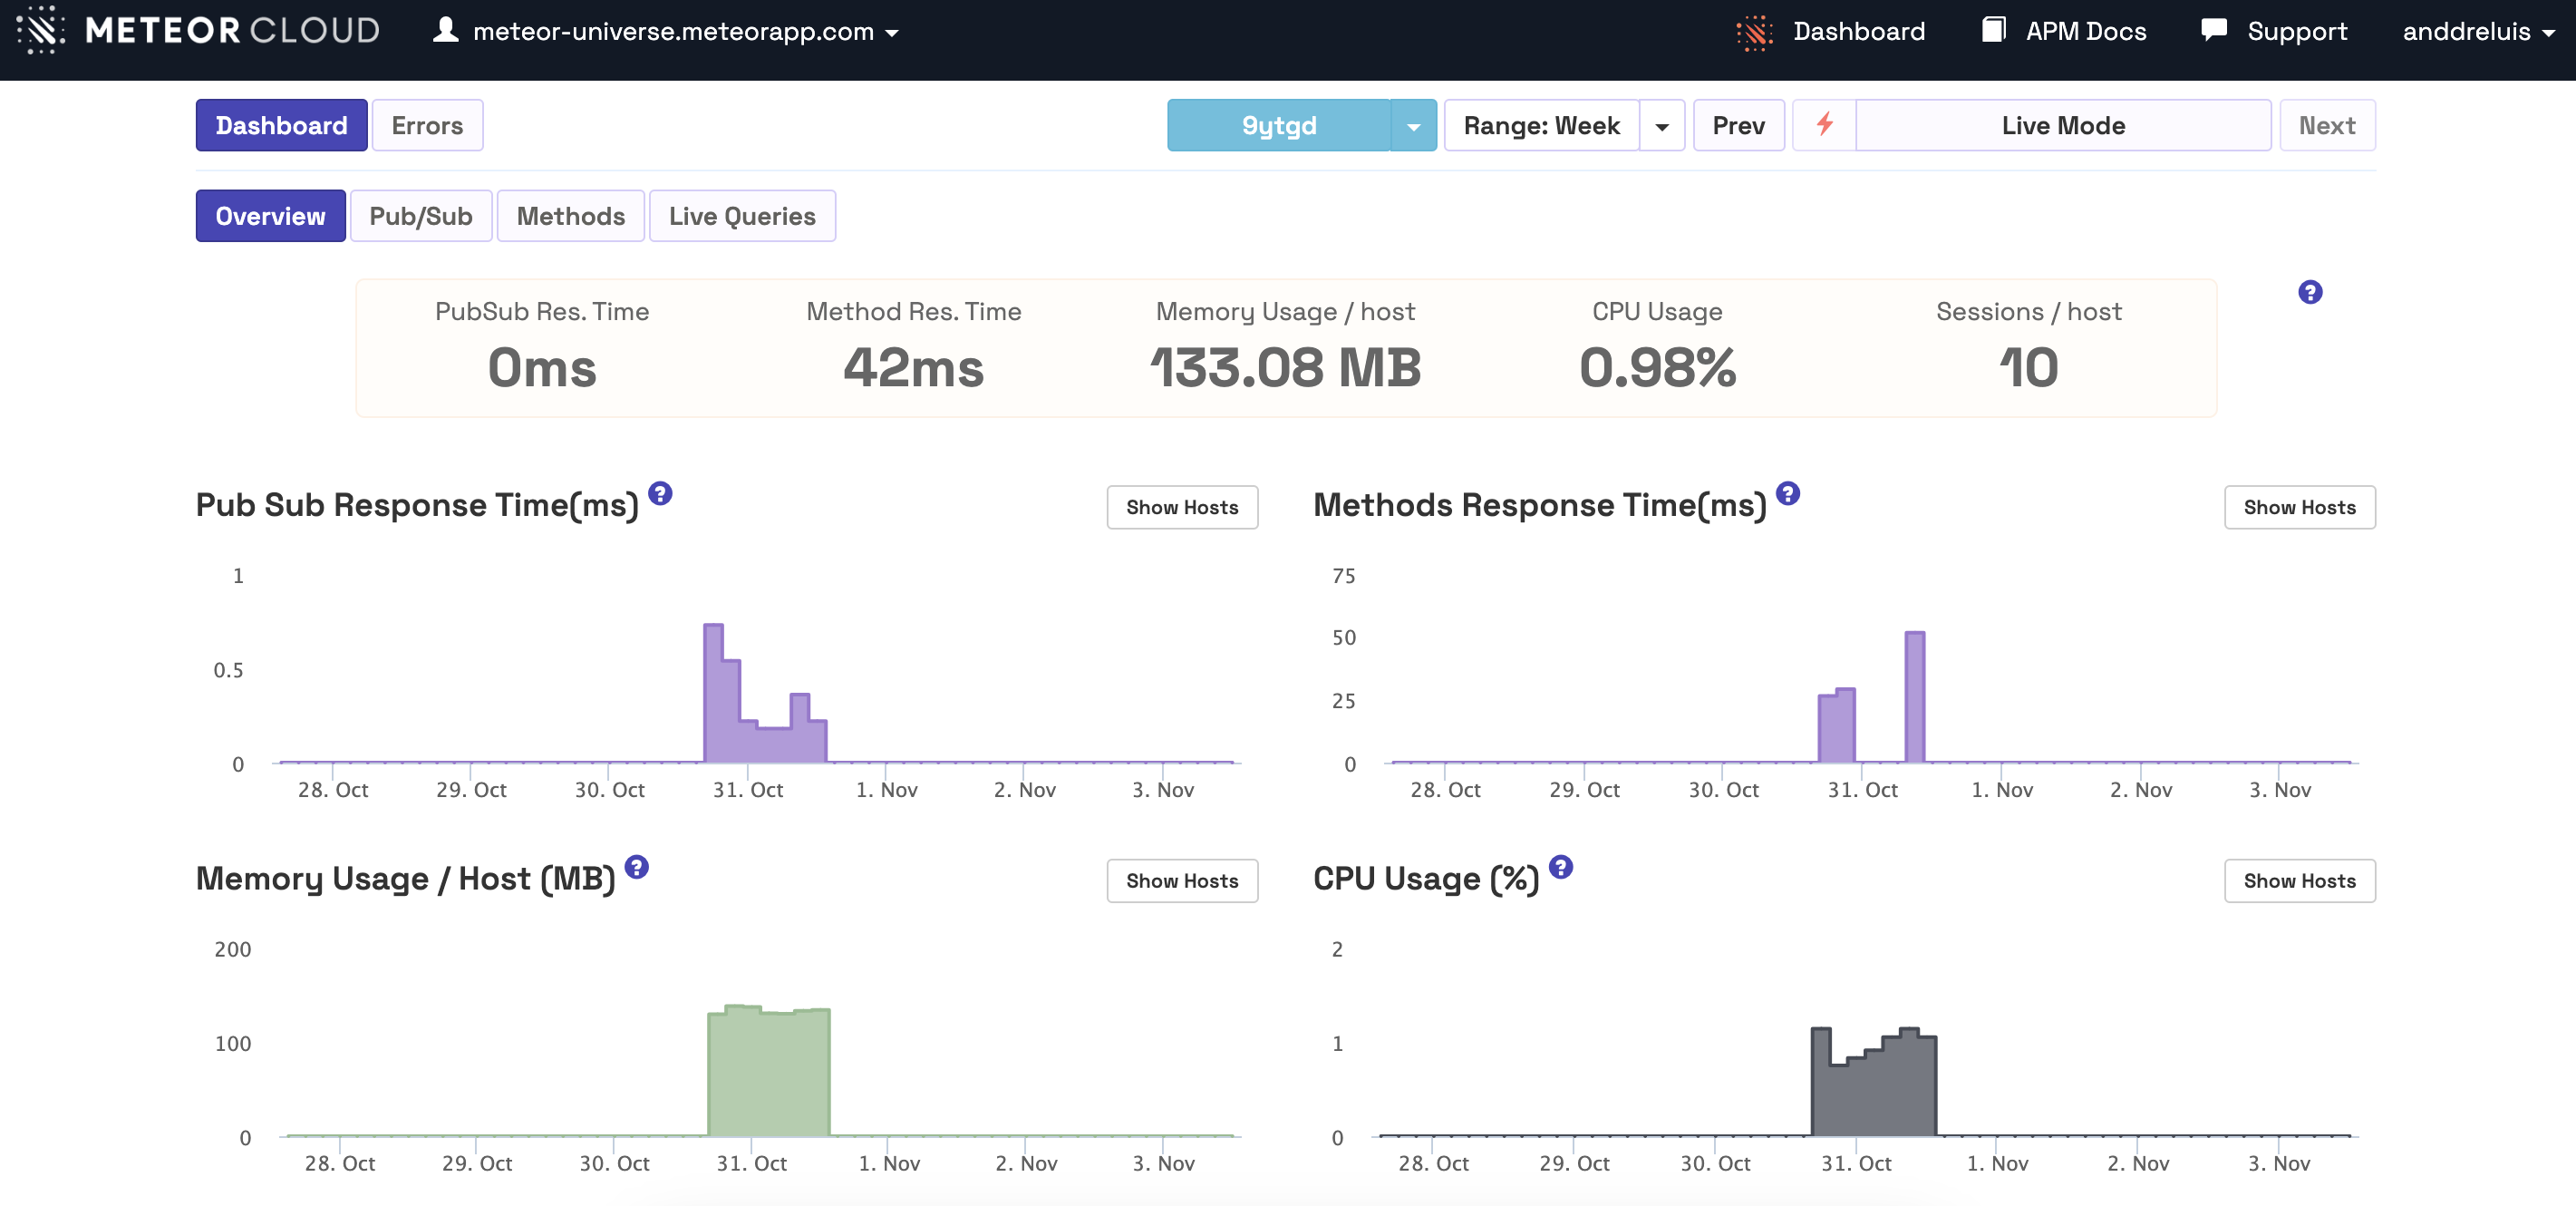 METEOR CLOUD meteor-universe.meteorapp.com Dashboard APM Docs Support anddreluis
Dashboard Errors 9ytgd Range: Week Prev Live Mode Next
Overview Pub/Sub Methods Live Queries
PubSub Res. Time Method Res. Time Memory Usage / host CPU Usage Sessions / host ?
0ms 42ms 133.08 MB 0.98% 10
Pub Sub Response Time(ms) ? Show Hosts
1
0.5
0
28. Oct 29. Oct 30. Oct 31. Oct 1. Nov 2. Nov 3. Nov
Methods Response Time(ms) ? Show Hosts
75
50
25
0
28. Oct 29. Oct 30. Oct 31. Oct 1. Nov 2. Nov 3. Nov
Memory Usage / Host (MB) ? Show Hosts
200
100
0
28. Oct 29. Oct 30. Oct 31. Oct 1. Nov 2. Nov 3. Nov
CPU Usage (%) ? Show Hosts
2
1
0
28. Oct 29. Oct 30. Oct 31. Oct 1. Nov 2. Nov 3. Nov